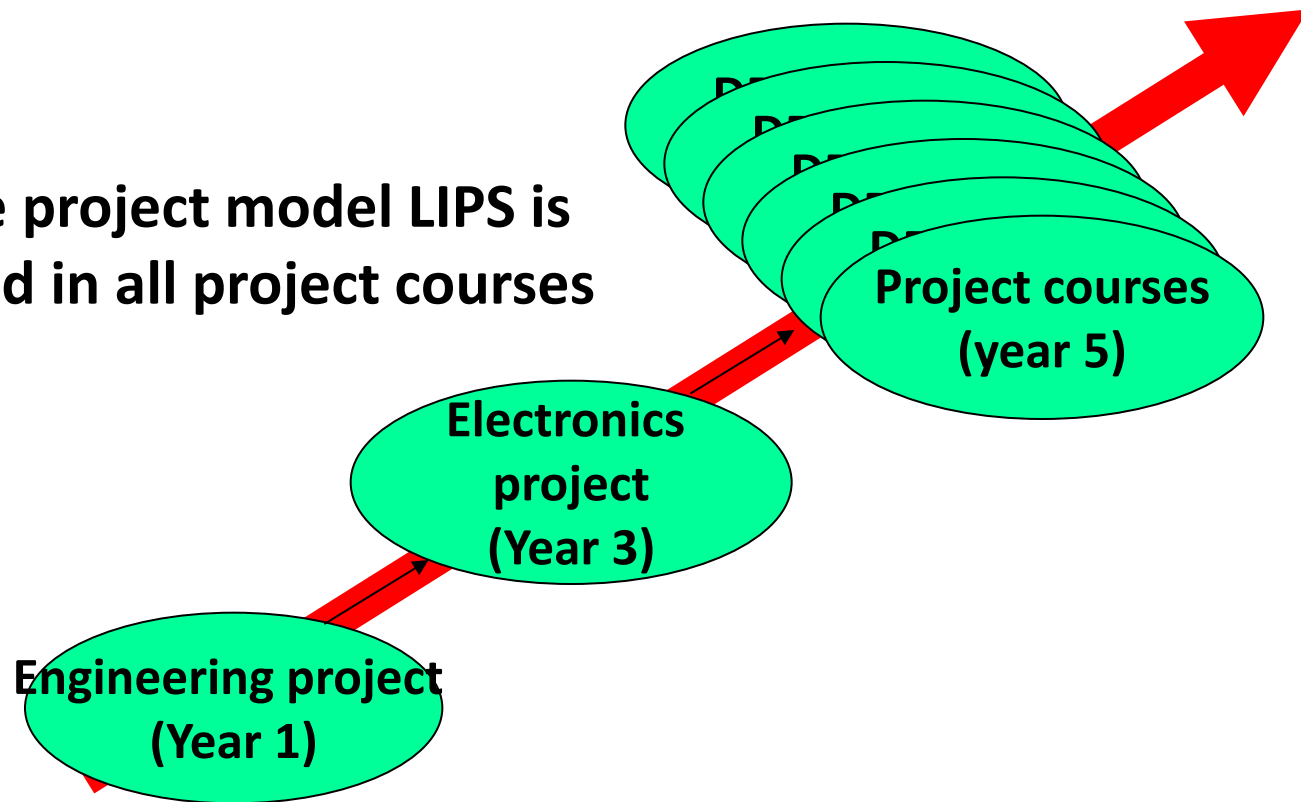 project model LIPS is
in all project courses
Project courses
(year 5)
Electronics
project
(Year 3)
Engineering project
(Year 1)